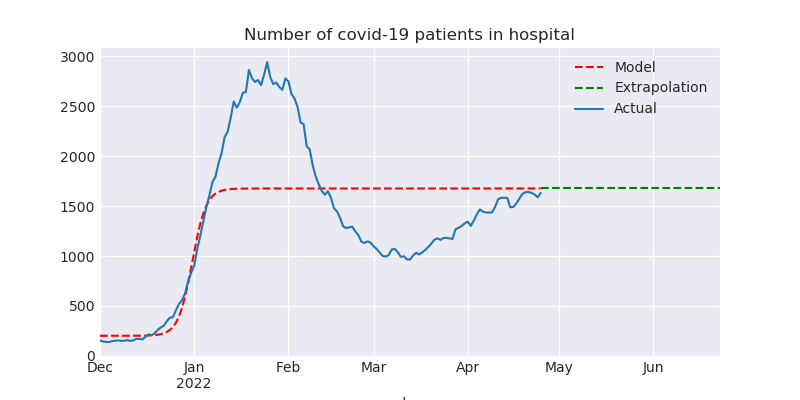 Number of covid-19 patients in hospital
3000
2500
2000
1500
1000
500
0
Model
Extrapolation
Actual
Dec Jan Feb Mar Apr May Jun
2022